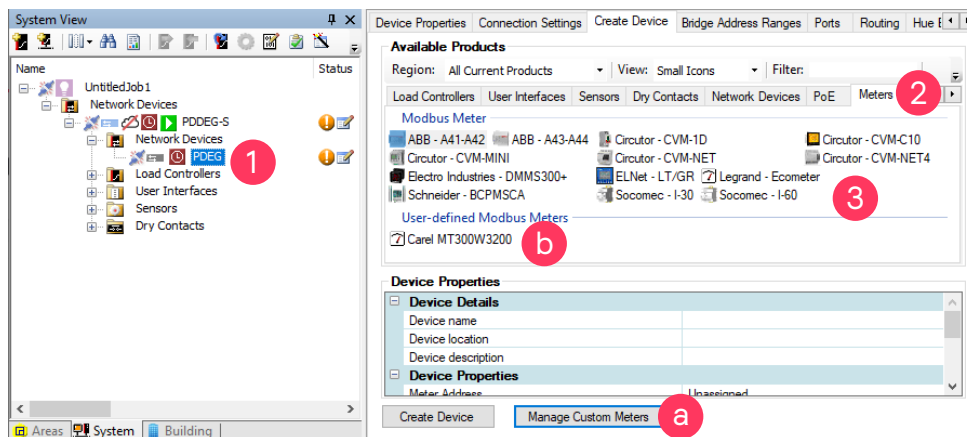 System View
Name Status
UntitledJob1
Network Devices
PDDEG-S
Network Devices
PDEG
1
Load Controllers
User Interfaces
Sensors
Dry Contacts
Areas System Building
Device Properties Connection Settings Create Device Bridge Address Ranges Ports Routing Hue
Available Products
Region: All Current Products View: Small Icons Filter:
Load Controllers User Interfaces Sensors Dry Contacts Network Devices PoE Meters 2
Modbus Meter
ABB - A41-A42 ABB - A43-A44 Circutor - CVM-1D Circutor - CVM-C10
Circutor - CVM-MINI Circutor - CVM-NET Circutor - CVM-NET4
Electro Industries - DMMS300+ ELNet - LT/GR Legrand - Ecometer
Schneider - BCPMSCA Socomec - I-30 Socomec - I-60 3
User-defined Modbus Meters
Carel MT300W3200 b
Device Properties
Device Details
Device name
Device location
Device description
Device Properties
Meter Address Unassigned
Create Device Manage Custom Meters a